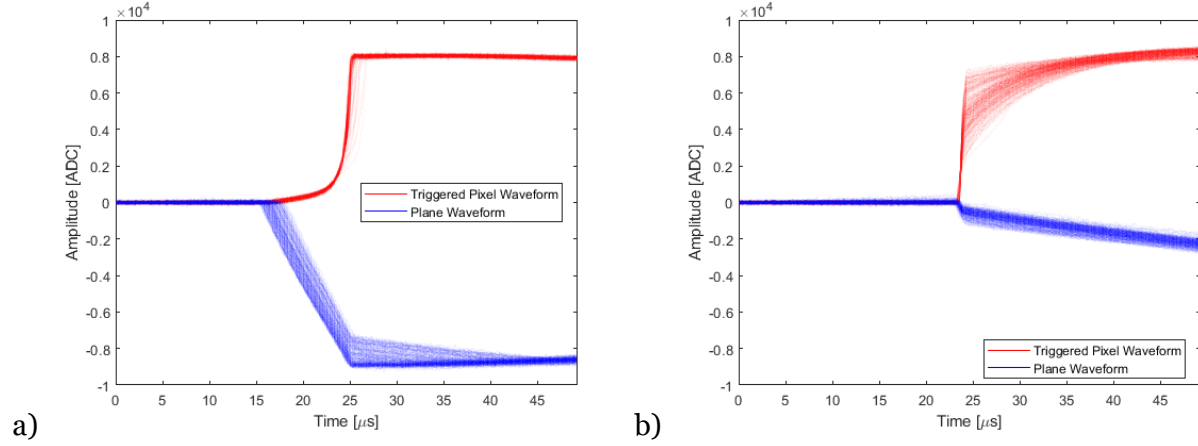 ×10⁴
1
0.8
0.6
0.4
0.2
0
-0.2
-0.4
-0.6
-0.8
-1
Amplitude [ADC]
Triggered Pixel Waveform
Plane Waveform
0 5 10 15 20 25 30 35 40 45
Time [μs]
a)
×10⁴
1
0.8
0.6
0.4
0.2
0
-0.2
-0.4
-0.6
-0.8
-1
Amplitude [ADC]
Triggered Pixel Waveform
Plane Waveform
0 5 10 15 20 25 30 35 40 45
Time [μs]
b)